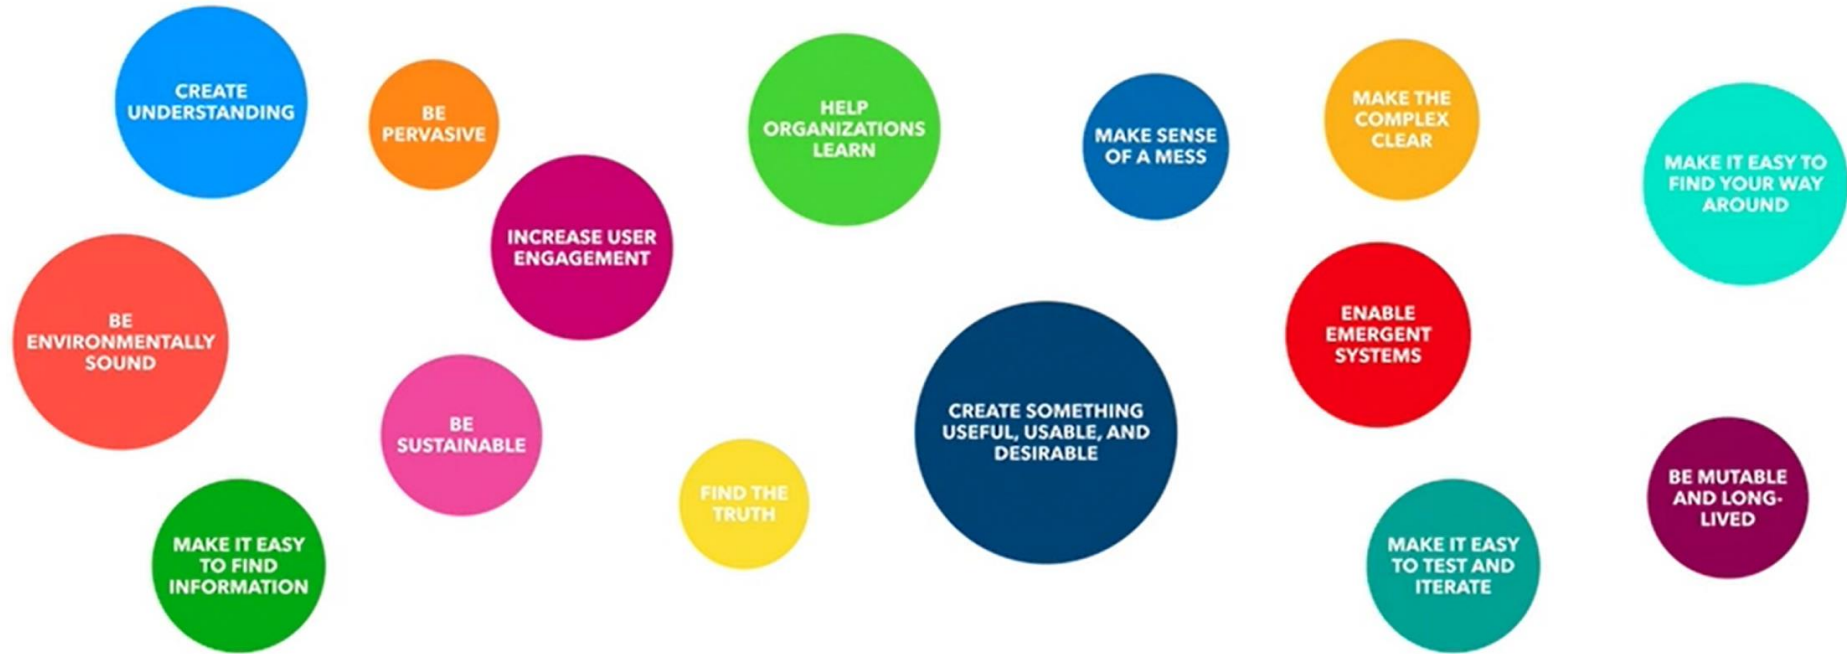 CREATE
UNDERSTANDING
BE
PERVASIVE
INCREASE USER
ENGAGEMENT
HELP
ORGANIZATIONS
LEARN
MAKE SENSE
OF A MESS
MAKE THE
COMPLEX
CLEAR
MAKE IT EASY TO
FIND YOUR WAY
AROUND
BE
ENVIRONMENTALLY
SOUND
BE
SUSTAINABLE
FIND THE
TRUTH
CREATE SOMETHING
USEFUL, USABLE, AND
DESIRABLE
ENABLE
EMERGENT
SYSTEMS
MAKE IT EASY
TO FIND
INFORMATION
MAKE IT EASY
TO TEST AND
ITERATE
BE MUTABLE
AND LONG-
LIVED